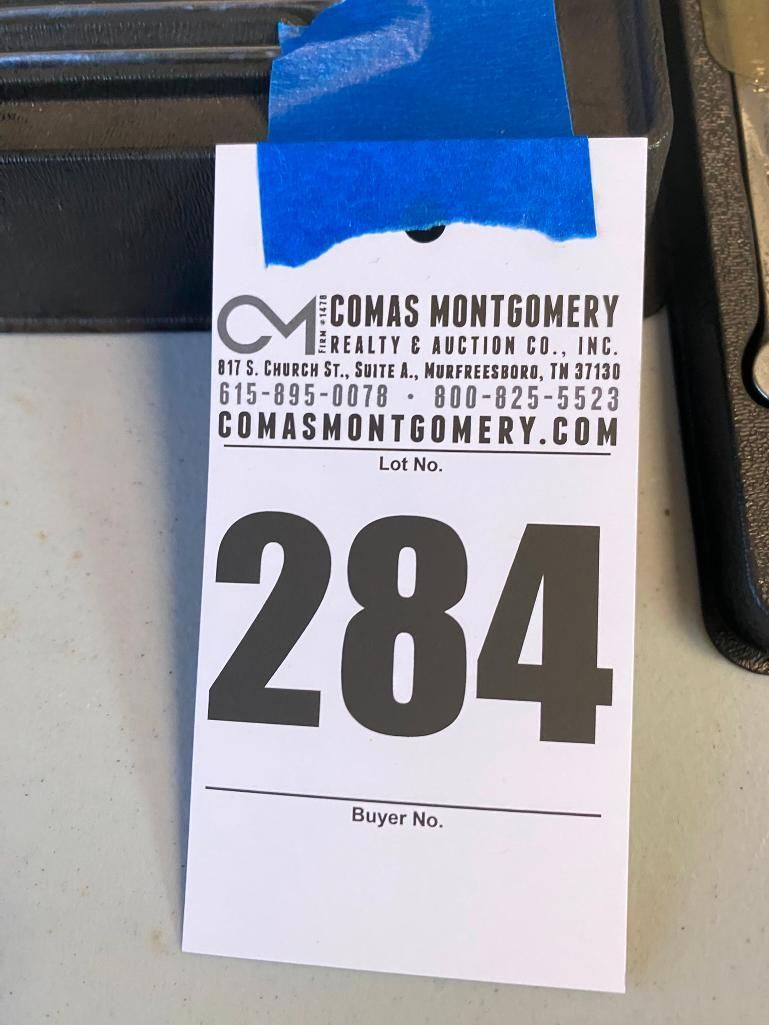 CM FIRM #1478 COMAS MONTGOMERY
REALTY & AUCTION CO., INC.
817 S. CHURCH ST., SUITE A., MURFREESBORO, TN 37130
615-895-0078 • 800-825-5523
COMASMONTGOMERY.COM
Lot No.
284
Buyer No.